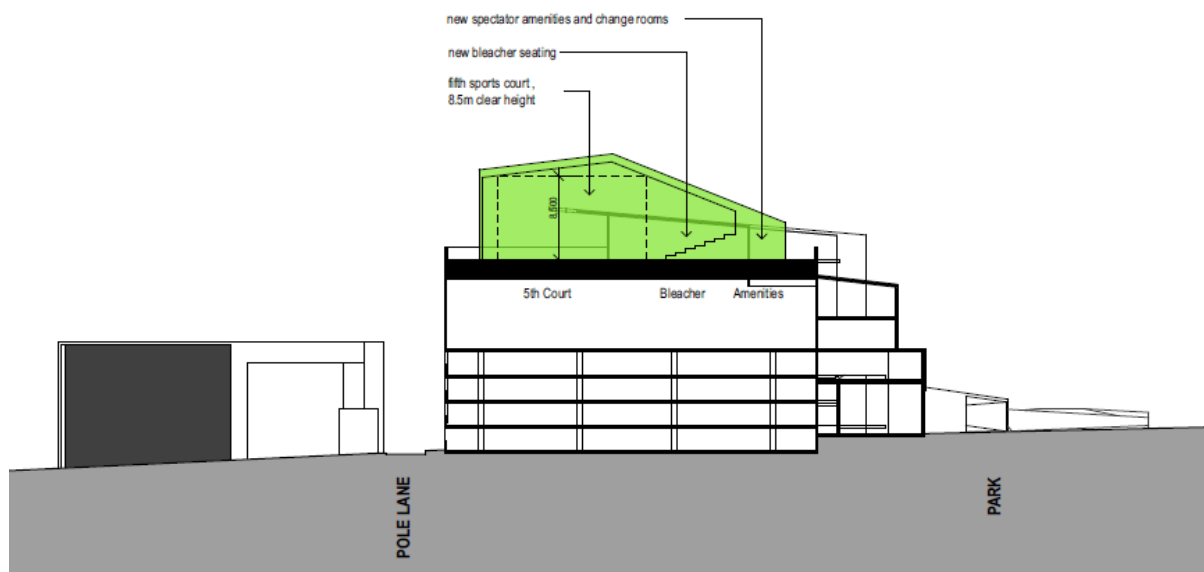 new spectator amenities and change rooms
new bleacher seating
fifth sports court ,
8.5m clear height
8,500
5th Court
Bleacher
Amenities
POLE LANE
PARK